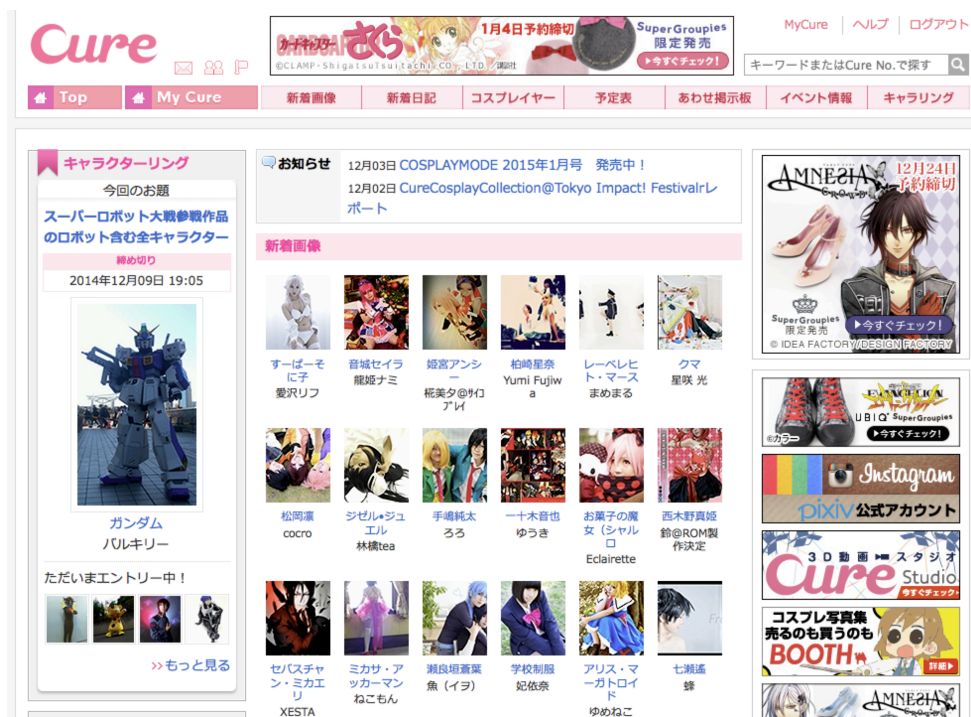 Cure
カードキャプター
さくら
CARDCAPTOR
1月4日予約締切
SuperGroupies
限定発売
▶今すぐチェック!
©CLAMP・ShigatsuTsuitachi CO., LTD./講談社
MyCure
ヘルプ
ログアウト
キーワードまたはCure No.で探す
Top
My Cure
新着画像
新着日記
コスプレイヤー
予定表
あわせ掲示板
イベント情報
キャラリング
キャラクターリング
今回のお題
スーパーロボット大戦参戦作品
のロボット含む全キャラクター
締め切り
2014年12月09日 19:05
ガンダム
バルキリー
ただいまエントリー中!
>>もっと見る
お知らせ
12月03日 COSPLAYMODE 2015年1月号 発売中!
12月02日 CureCosplayCollection@Tokyo Impact! Festivalレ
ポート
新着画像
すーぱーそ
に子
愛沢リフ
音城セイラ
龍姫ナミ
姫宮アンシ
ー
椛美夕@ｻｲｺ
ﾌﾟﾚｲ
柏崎星奈
Yumi Fujiw
a
レーベレヒ
ト・マース
まめまる
クマ
星咲 光
松岡凛
cocro
ジゼル•ジュ
エル
林檎tea
手嶋純太
ろろ
一十木音也
ゆうき
お菓子の魔
女（シャル
ロ
Eclairette
西木野真姫
鈴@ROM製
作決定
セバスチャ
ン・ミカエ
リ
XESTA
ミカサ・ア
ッカーマン
ねこもん
瀬良垣蒼葉
魚（イヲ）
学校制服
妃依奈
アリス・マ
ーガトロイ
ド
ゆめねこ
七瀬遙
蜂
AMNESIA
CROWD
12月24日
予約締切
SuperGroupies
限定発売
▶今すぐチェック!
© IDEA FACTORY/DESIGN FACTORY
EVANGELION
UBIQ SuperGroupies
▶今すぐチェック!
©カラー
Instagram
pixiv公式アカウント
3D動画スタジオ
Cure Studio
今すぐチェック▶
コスプレ写真集
売るのも買うのも
BOOTH
詳細▶
AMNESIA